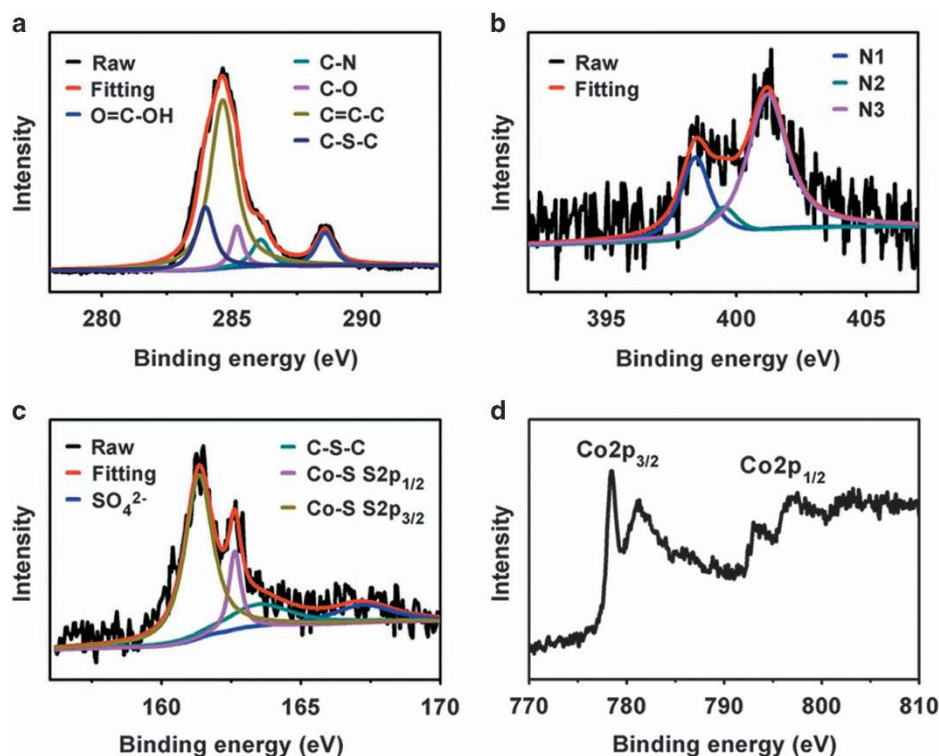 a
Raw
Fitting
O=C-OH
C-N
C-O
C=C-C
C-S-C
Intensity
280 285 290
Binding energy (eV)
b
Raw
Fitting
N1
N2
N3
Intensity
395 400 405
Binding energy (eV)
c
Raw
Fitting
SO₄²⁻
C-S-C
Co-S S2p₁/₂
Co-S S2p₃/₂
Intensity
160 165 170
Binding energy (eV)
d
Co2p₃/₂
Co2p₁/₂
Intensity
770 780 790 800 810
Binding energy (eV)